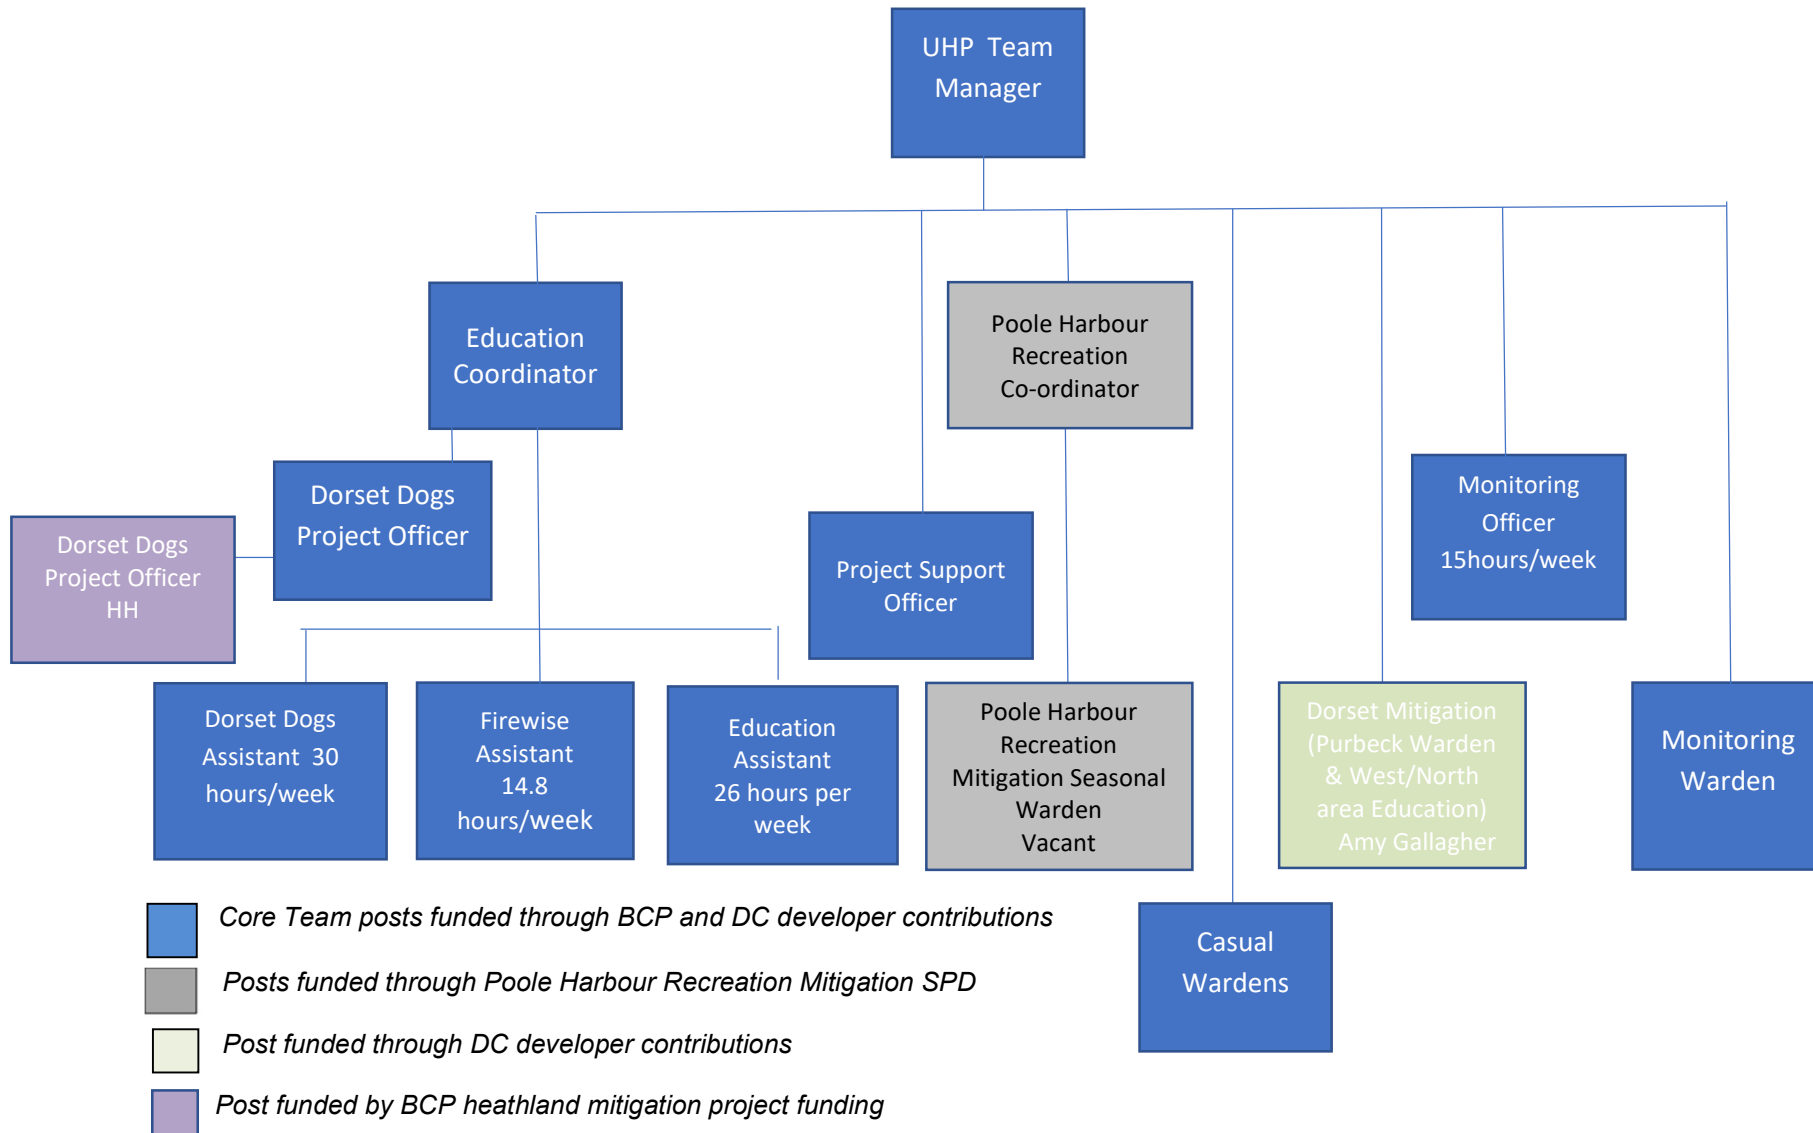 UHP Team
Manager
Education
Coordinator
Poole Harbour
Recreation
Co-ordinator
Dorset Dogs
Project Officer
Monitoring
Officer
15hours/week
Dorset Dogs
Project Officer
HH
Project Support
Officer
Dorset Dogs
Assistant 30
hours/week
Firewise
Assistant
14.8
hours/week
Education
Assistant
26 hours per
week
Poole Harbour
Recreation
Mitigation Seasonal
Warden
Vacant
Dorset Mitigation
(Purbeck Warden
& West/North
area Education)
Amy Gallagher
Monitoring
Warden
Casual
Wardens
Core Team posts funded through BCP and DC developer contributions
Posts funded through Poole Harbour Recreation Mitigation SPD
Post funded through DC developer contributions
Post funded by BCP heathland mitigation project funding